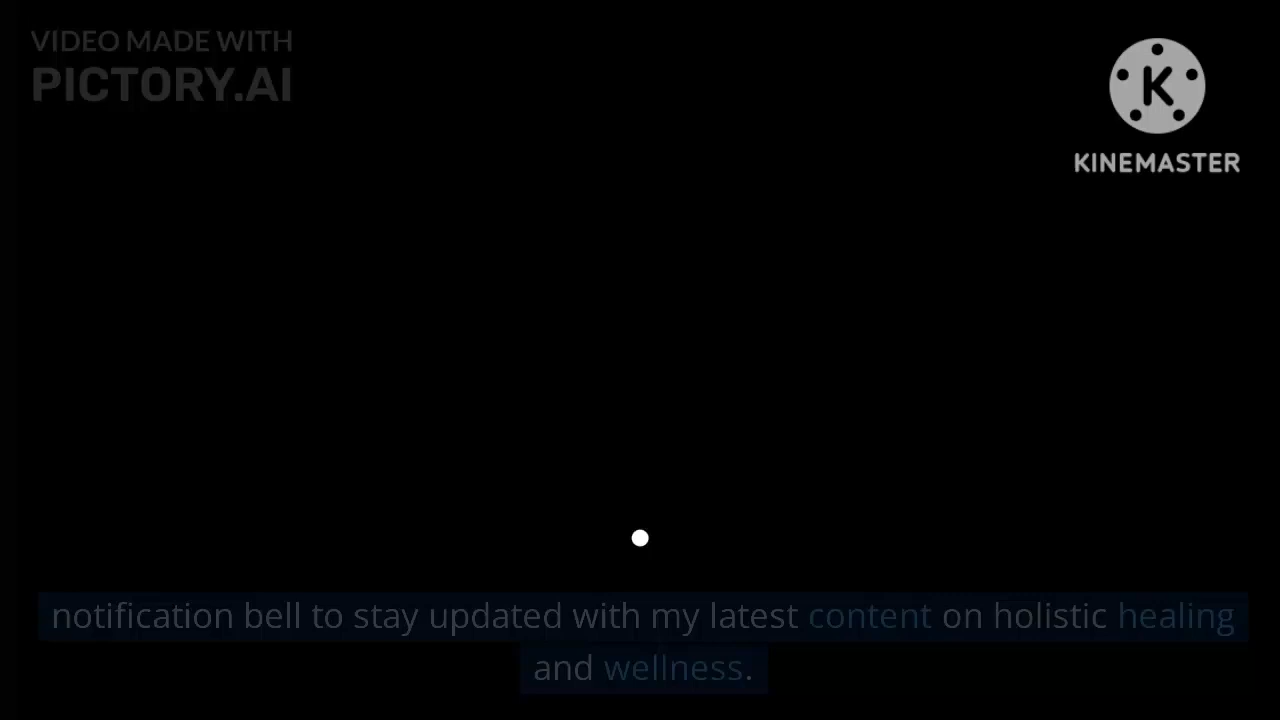 VIDEO MADE WITH
PICTORY.AI
K
KINEMASTER
notification bell to stay updated with my latest content on holistic healing
and wellness.